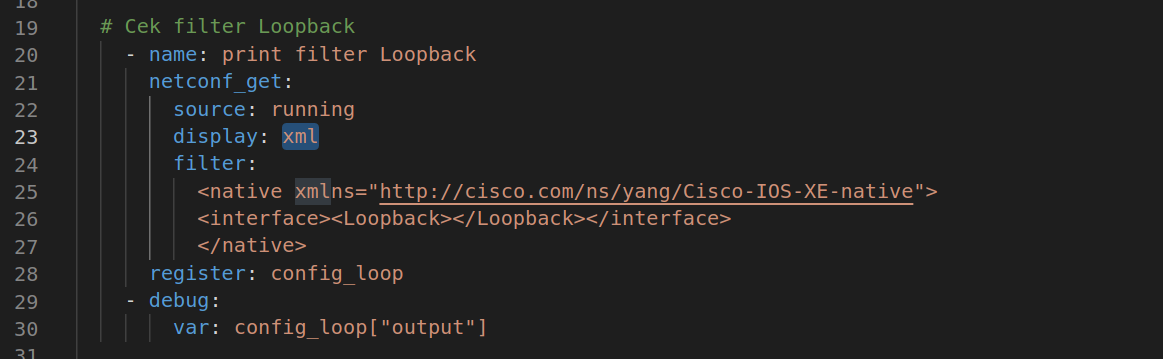 18
19 # Cek filter Loopback
20 - name: print filter Loopback
21 netconf_get:
22 source: running
23 display: xml
24 filter:
25 <native xmlns="http://cisco.com/ns/yang/Cisco-IOS-XE-native">
26 <interface><Loopback></Loopback></interface>
27 </native>
28 register: config_loop
29 - debug:
30 var: config_loop["output"]
31